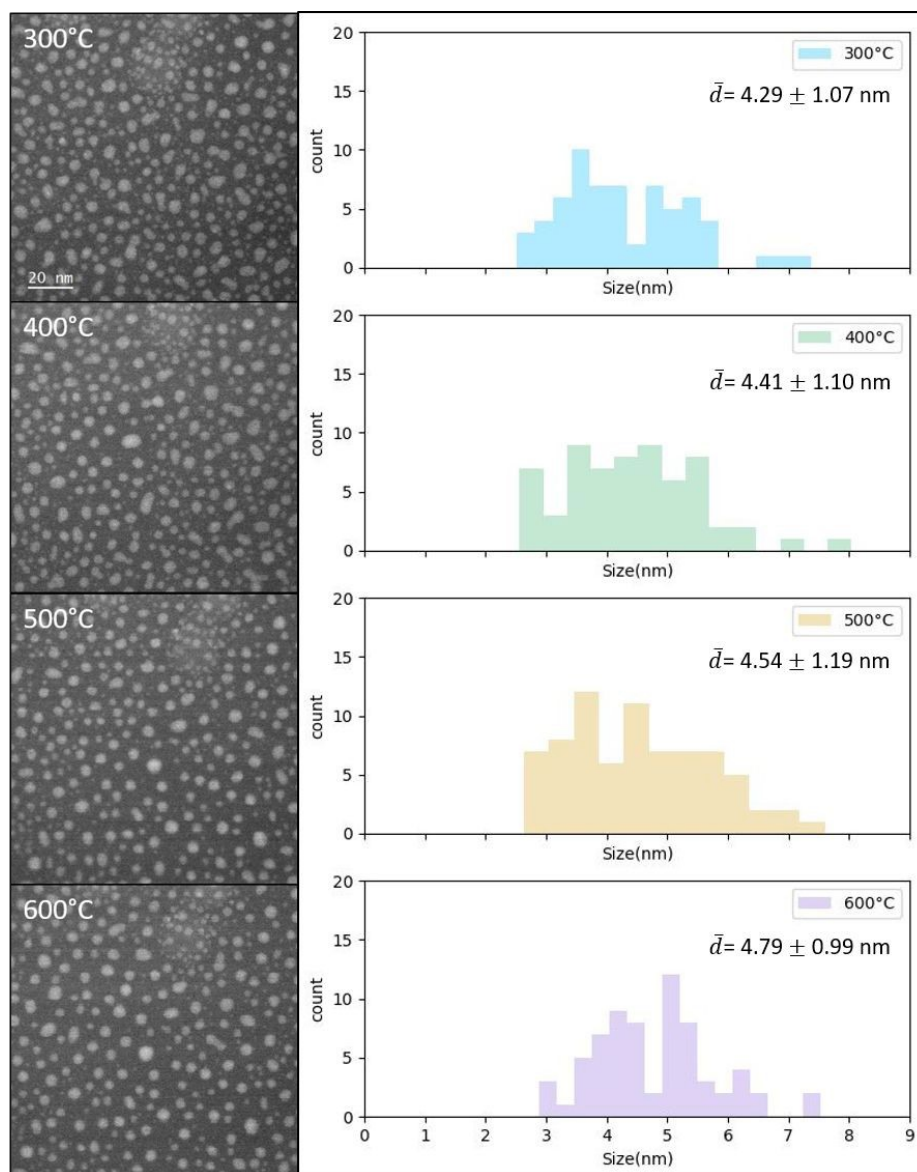 300°C
20 nm
400°C
500°C
600°C
20
15
10
5
0
count
300°C
d̄= 4.29 ± 1.07 nm
Size(nm)
20
15
10
5
0
count
400°C
d̄= 4.41 ± 1.10 nm
Size(nm)
20
15
10
5
0
count
500°C
d̄= 4.54 ± 1.19 nm
Size(nm)
20
15
10
5
0
count
600°C
d̄= 4.79 ± 0.99 nm
0 1 2 3 4 5 6 7 8 9
Size(nm)